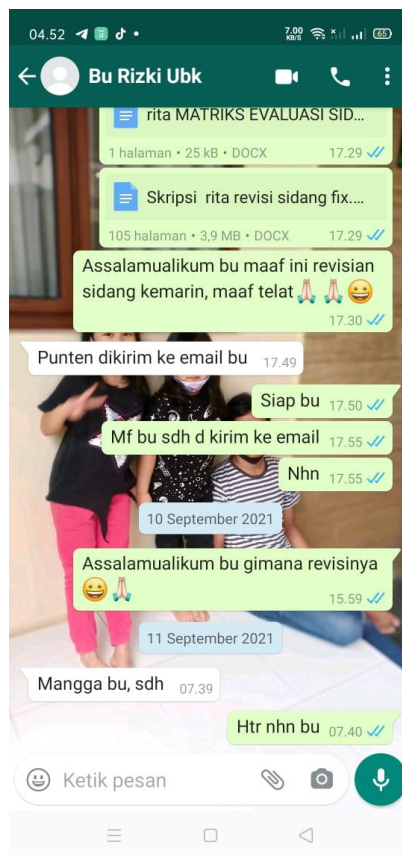 04.52
7.00
KB/S
65
Bu Rizki Ubk
rita MATRIKS EVALUASI SID...
1 halaman • 25 kB • DOCX 17.29
Skripsi rita revisi sidang fix....
105 halaman • 3,9 MB • DOCX 17.29
Assalamualikum bu maaf ini revisian
sidang kemarin, maaf telat🙏🏻 🙏🏻 😀
17.30
Punten dikirim ke email bu 17.49
Siap bu 17.50
Mf bu sdh d kirim ke email 17.55
Nhn 17.55
10 September 2021
Assalamualikum bu gimana revisinya
😀🙏🏻
15.59
11 September 2021
Mangga bu, sdh 07.39
Htr nhn bu 07.40
Ketik pesan